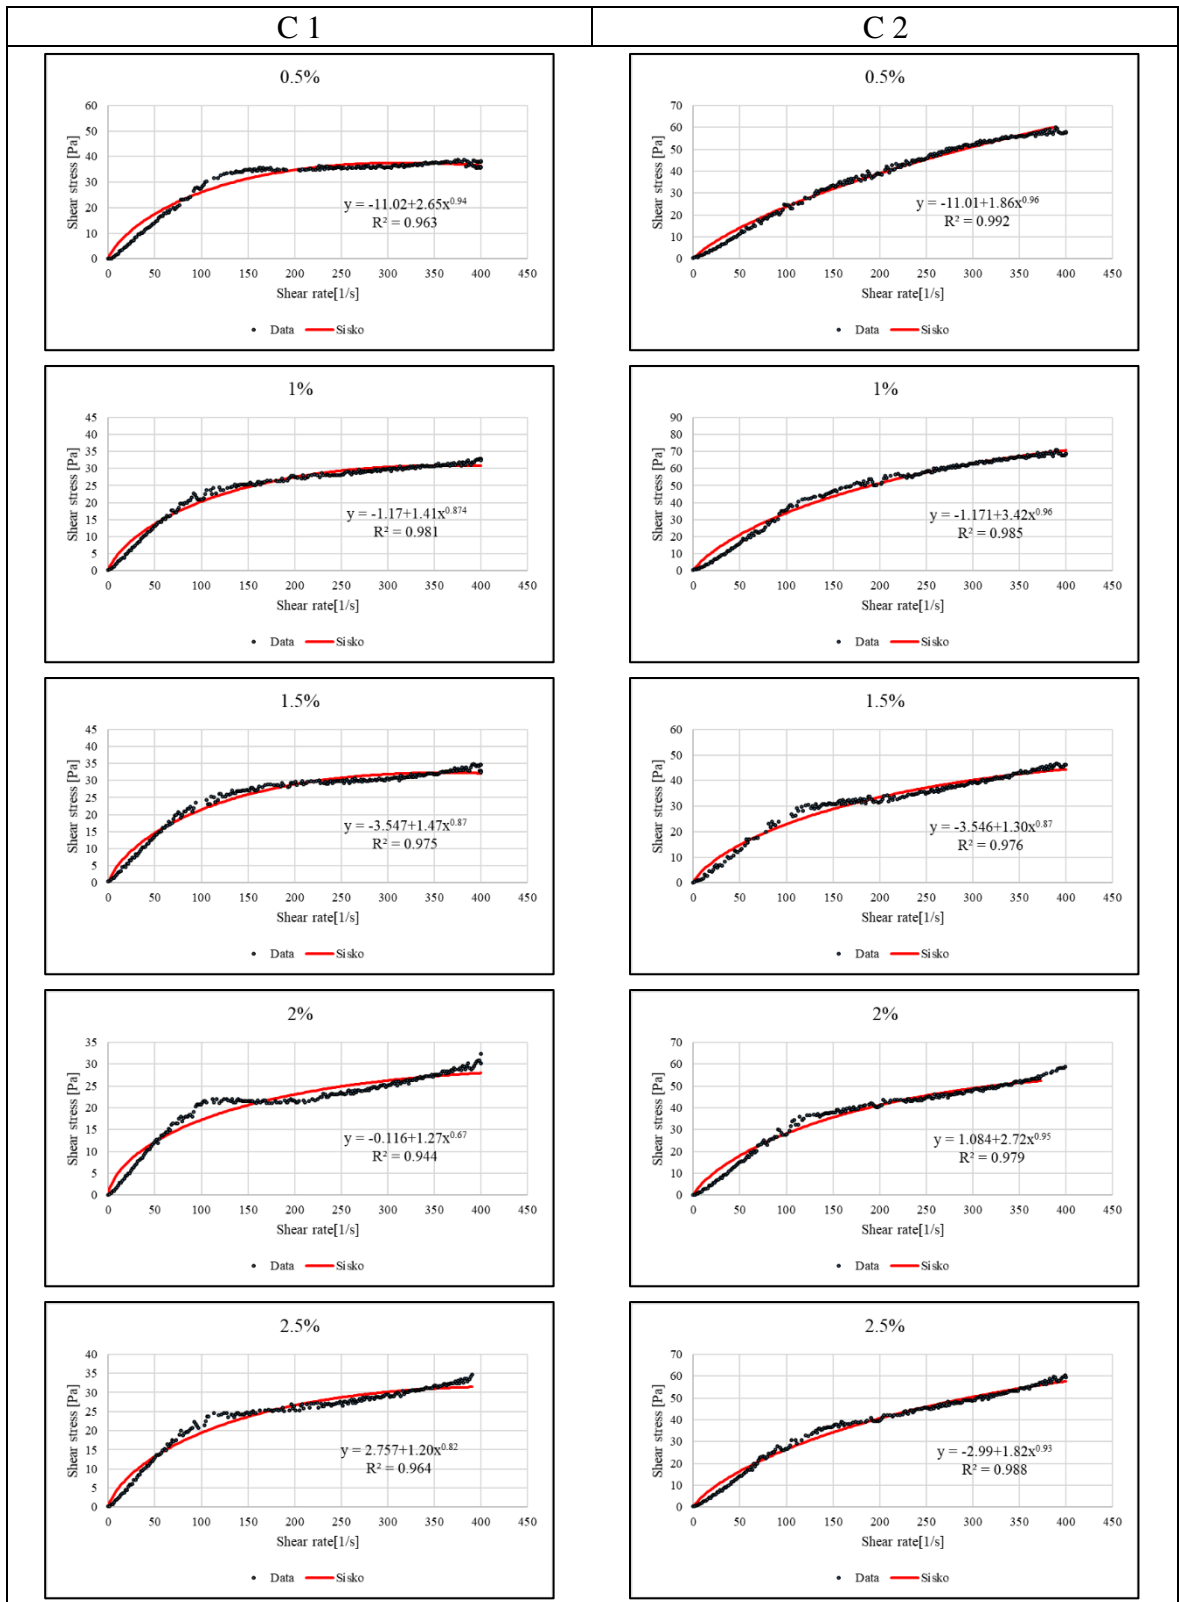 C 1
C 2
0.5%
60
50
40
30
20
10
0
Shear stress [Pa]
y = -11.02+2.65x^0.94
R² = 0.963
0 50 100 150 200 250 300 350 400 450
Shear rate[1/s]
Data Sisko
0.5%
70
60
50
40
30
20
10
0
Shear stress [Pa]
y = -11.01+1.86x^0.96
R² = 0.992
0 50 100 150 200 250 300 350 400 450
Shear rate[1/s]
Data Sisko
1%
45
40
35
30
25
20
15
10
5
0
Shear stress [Pa]
y = -1.17+1.41x^0.874
R² = 0.981
0 50 100 150 200 250 300 350 400 450
Shear rate[1/s]
Data Sisko
1%
90
80
70
60
50
40
30
20
10
0
Shear stress [Pa]
y = -1.171+3.42x^0.96
R² = 0.985
0 50 100 150 200 250 300 350 400 450
Shear rate[1/s]
Data Sisko
1.5%
45
40
35
30
25
20
15
10
5
0
Shear stress [Pa]
y = -3.547+1.47x^0.87
R² = 0.975
0 50 100 150 200 250 300 350 400 450
Shear rate[1/s]
Data Sisko
1.5%
60
50
40
30
20
10
0
Shear stress [Pa]
y = -3.546+1.30x^0.87
R² = 0.976
0 50 100 150 200 250 300 350 400 450
Shear rate[1/s]
Data Sisko
2%
35
30
25
20
15
10
5
0
Shear stress [Pa]
y = -0.116+1.27x^0.67
R² = 0.944
0 50 100 150 200 250 300 350 400 450
Shear rate[1/s]
Data Sisko
2%
70
60
50
40
30
20
10
0
Shear stress [Pa]
y = 1.084+2.72x^0.95
R² = 0.979
0 50 100 150 200 250 300 350 400 450
Shear rate[1/s]
Data Sisko
2.5%
40
35
30
25
20
15
10
5
0
Shear stress [Pa]
y = 2.757+1.20x^0.82
R² = 0.964
0 50 100 150 200 250 300 350 400 450
Shear rate[1/s]
Data Sisko
2.5%
70
60
50
40
30
20
10
0
Shear stress [Pa]
y = -2.99+1.82x^0.93
R² = 0.988
0 50 100 150 200 250 300 350 400 450
Shear rate[1/s]
Data Sisko